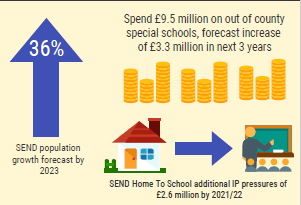 36%
SEND population
growth forecast by
2023
Spend £9.5 million on out of county
special schools, forecast increase
of £3.3 million in next 3 years
SEND Home To School additional IP pressures of
£2.6 million by 2021/22